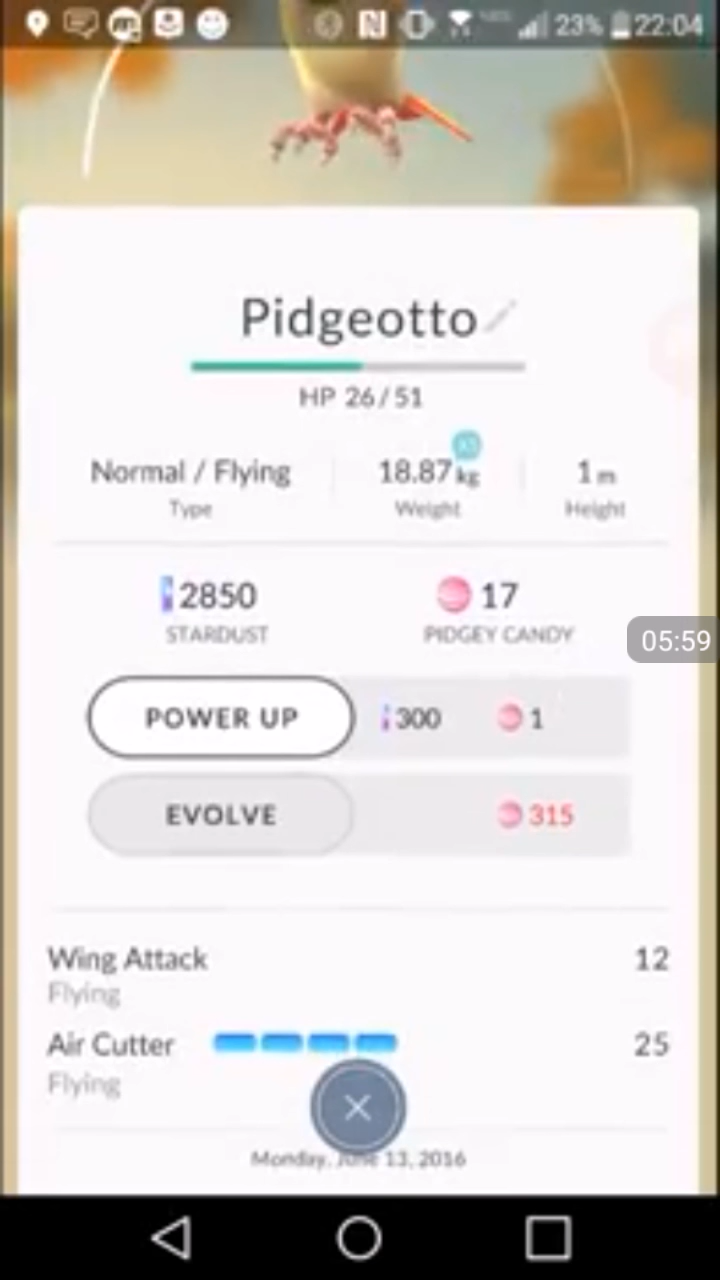 23% 22:04
Pidgeotto
HP 26/51
Normal / Flying
Type
18.87 kg
Weight
1 m
Height
2850
STARDUST
17
PIDGEY CANDY
05:59
POWER UP 300 1
EVOLVE 315
Wing Attack 12
Flying
Air Cutter 25
Flying
Monday, June 13, 2016